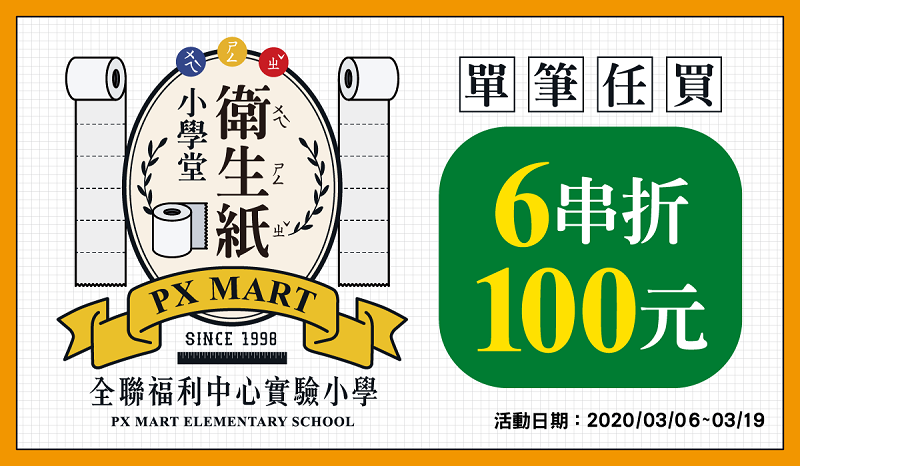 ㄨㄟ ㄕㄥ ㄓˇ
衛生紙
ㄨㄟ ㄕㄥ ㄓˇ
小學堂
PX MART
SINCE 1998
全聯福利中心實驗小學
PX MART ELEMENTARY SCHOOL
單筆任買
6串折
100元
活動日期：2020/03/06~03/19